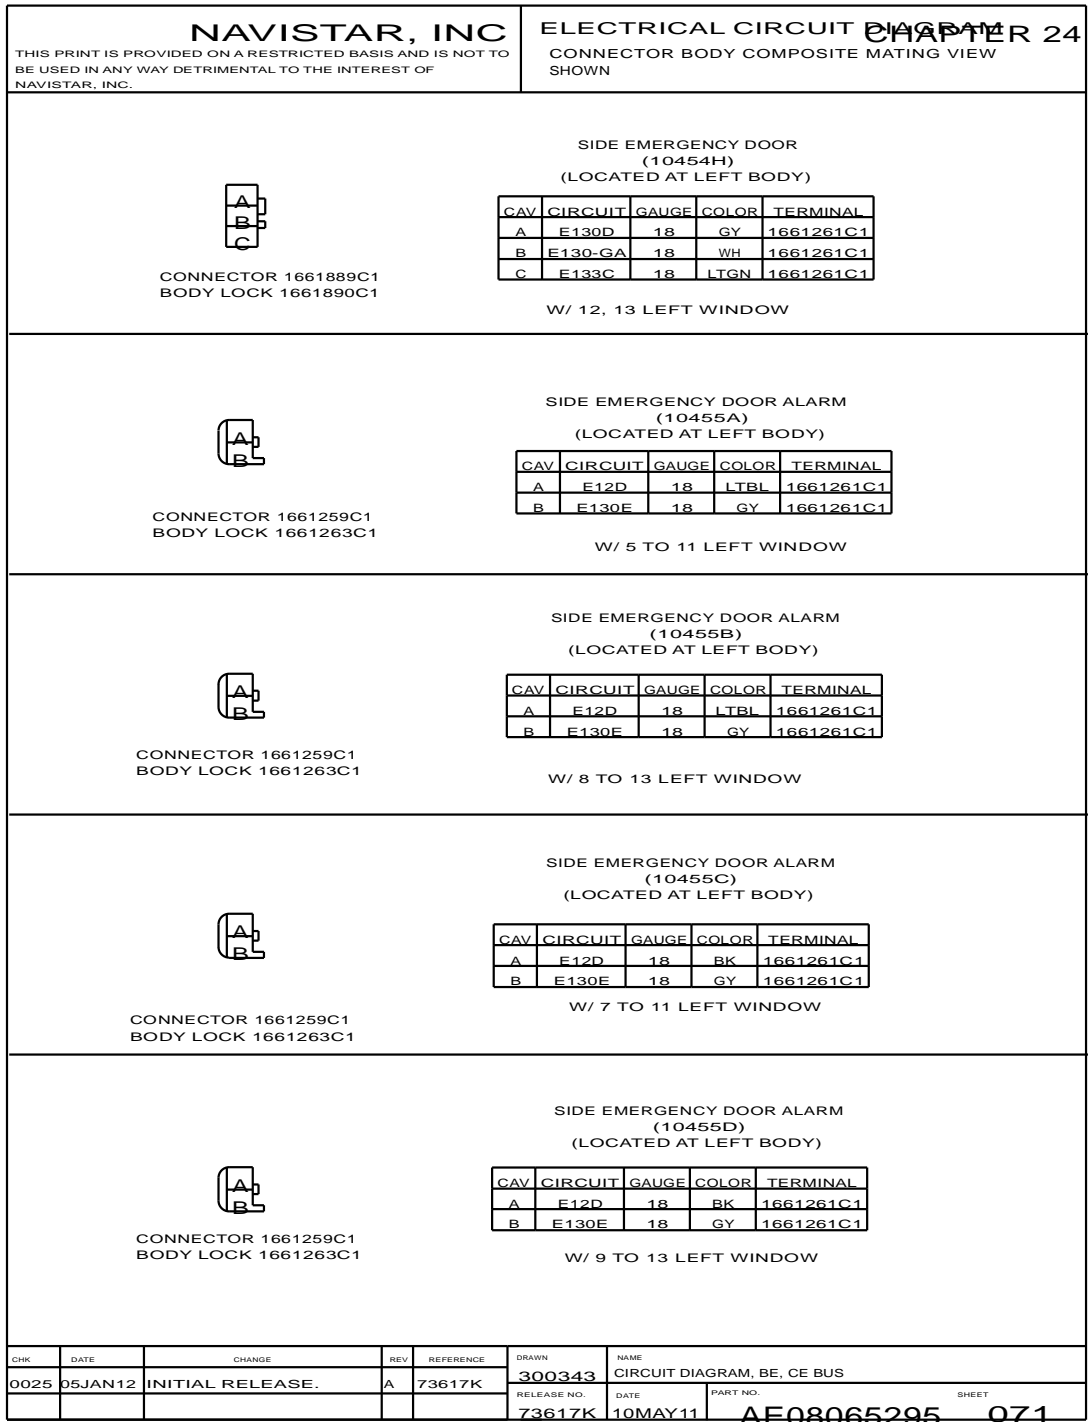 NAVISTAR, INC
THIS PRINT IS PROVIDED ON A RESTRICTED BASIS AND IS NOT TO
BE USED IN ANY WAY DETRIMENTAL TO THE INTEREST OF
NAVISTAR, INC.
ELECTRICAL CIRCUIT DIAGRAM
CHAPTER 24
CONNECTOR BODY COMPOSITE MATING VIEW
SHOWN
A
B
C
CONNECTOR 1661889C1
BODY LOCK 1661890C1
SIDE EMERGENCY DOOR
(10454H)
(LOCATED AT LEFT BODY)
CAV CIRCUIT GAUGE COLOR TERMINAL
A E130D 18 GY 1661261C1
B E130-GA 18 WH 1661261C1
C E133C 18 LTGN 1661261C1
W/ 12, 13 LEFT WINDOW
A
B
CONNECTOR 1661259C1
BODY LOCK 1661263C1
SIDE EMERGENCY DOOR ALARM
(10455A)
(LOCATED AT LEFT BODY)
CAV CIRCUIT GAUGE COLOR TERMINAL
A E12D 18 LTBL 1661261C1
B E130E 18 GY 1661261C1
W/ 5 TO 11 LEFT WINDOW
A
B
CONNECTOR 1661259C1
BODY LOCK 1661263C1
SIDE EMERGENCY DOOR ALARM
(10455B)
(LOCATED AT LEFT BODY)
CAV CIRCUIT GAUGE COLOR TERMINAL
A E12D 18 LTBL 1661261C1
B E130E 18 GY 1661261C1
W/ 8 TO 13 LEFT WINDOW
A
B
CONNECTOR 1661259C1
BODY LOCK 1661263C1
SIDE EMERGENCY DOOR ALARM
(10455C)
(LOCATED AT LEFT BODY)
CAV CIRCUIT GAUGE COLOR TERMINAL
A E12D 18 BK 1661261C1
B E130E 18 GY 1661261C1
W/ 7 TO 11 LEFT WINDOW
A
B
CONNECTOR 1661259C1
BODY LOCK 1661263C1
SIDE EMERGENCY DOOR ALARM
(10455D)
(LOCATED AT LEFT BODY)
CAV CIRCUIT GAUGE COLOR TERMINAL
A E12D 18 BK 1661261C1
B E130E 18 GY 1661261C1
W/ 9 TO 13 LEFT WINDOW
CHK DATE CHANGE REV REFERENCE
0025 05JAN12 INITIAL RELEASE. A 73617K
DRAWN
300343
NAME
CIRCUIT DIAGRAM, BE, CE BUS
RELEASE NO.
73617K
DATE
10MAY11
PART NO.
AE08065295
SHEET
071